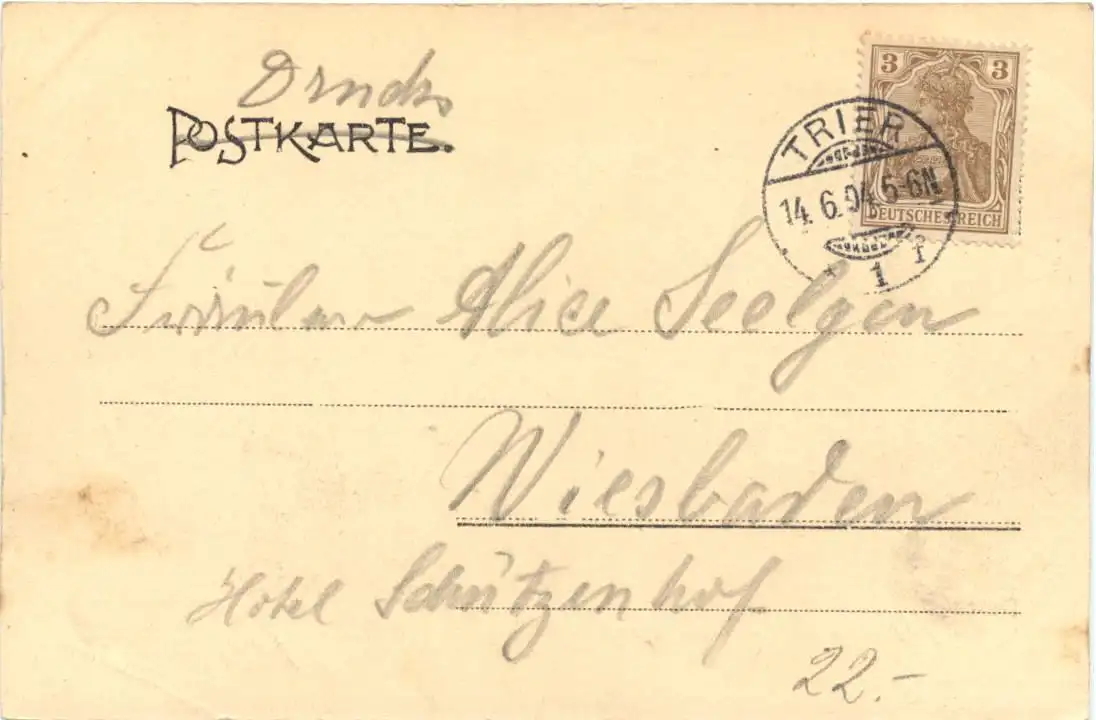 Drucks
POSTKARTE.
3 3
DEUTSCHES REICH
TRIER
14.6.04.5-6N
* 1 f
Fräulein Alice Seelgen
Wiesbaden
Hotel Schützenhof
22.-